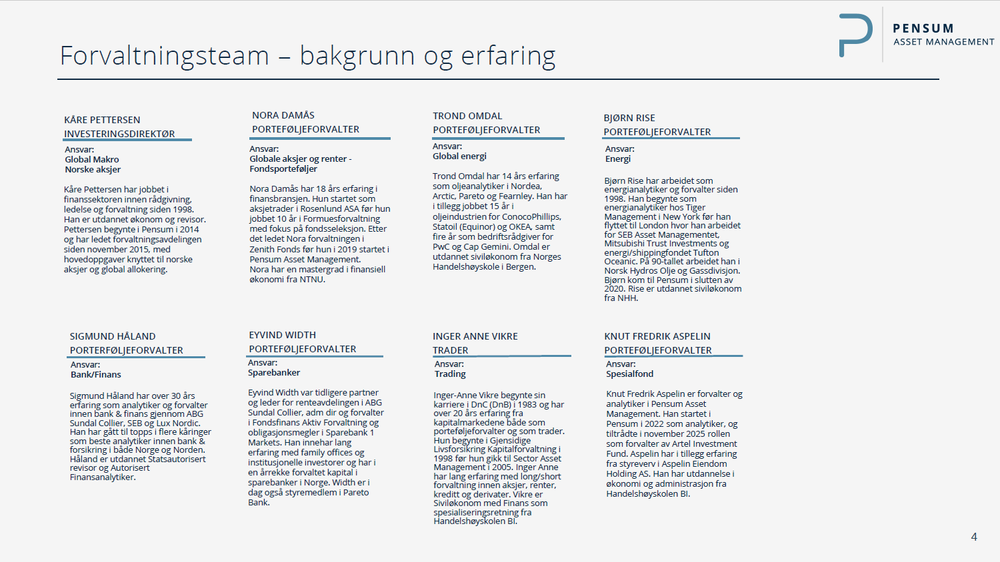 PENSUM
ASSET MANAGEMENT
Forvaltningsteam – bakgrunn og erfaring
KÅRE PETTERSEN
INVESTERINGSDIREKTØR
Ansvar:
Global Makro
Norske aksjer
Kåre Pettersen har jobbet i
finanssektoren innen rådgivning,
ledelse og forvaltning siden 1998.
Han er utdannet økonom og revisor.
Pettersen begynte i Pensum i 2014
og har ledet forvaltningsavdelingen
siden november 2015, med
hovedoppgaver knyttet til norske
aksjer og global allokering.
NORA DAMÅS
PORTEFØLJEFORVALTER
Ansvar:
Globale aksjer og renter -
Fondsporteføljer
Nora Damås har 18 års erfaring i
finansbransjen. Hun startet som
aksjetrader i Rosenlund ASA før hun
jobbet 10 år i Formuesforvaltning
med fokus på fondsseleksjon. Etter
det ledet Nora forvaltningen i
Zenith Fonds før hun i 2019 startet i
Pensum Asset Management.
Nora har en mastergrad i finansiell
økonomi fra NTNU.
TROND OMDAL
PORTEFØLJEFORVALTER
Ansvar:
Global energi
Trond Omdal har 14 års erfaring
som oljeanalytiker i Nordea,
Arctic, Pareto og Fearnley. Han har
i tillegg jobbet 15 år i
oljeindustrien for ConocoPhillips,
Statoil (Equinor) og OKEA, samt
fire år som bedriftsrådgiver for
PwC og Cap Gemini. Omdal er
utdannet siviløkonom fra Norges
Handelshøyskole i Bergen.
BJØRN RISE
PORTEFØLJEFORVALTER
Ansvar:
Energi
Bjørn Rise har arbeidet som
energianalytiker og forvalter siden
1998. Han begynte som
energianalytiker hos Tiger
Management i New York før han
flyttet til London hvor han arbeidet
for SEB Asset Managementet,
Mitsubishi Trust Investments og
energi/shippingfondet Tufton
Oceanic. På 90-tallet arbeidet han i
Norsk Hydros Olje og Gassdivisjon.
Bjørn kom til Pensum i slutten av
2020. Rise er utdannet siviløkonom
fra NHH.
SIGMUND HÅLAND
PORTERFØLJEFORVALTER
Ansvar:
Bank/Finans
Sigmund Håland har over 30 års
erfaring som analytiker og forvalter
innen bank & finans gjennom ABG
Sundal Collier, SEB og Lux Nordic.
Han har gått til topps i flere kåringer
som beste analytiker innen bank &
forsikring i både Norge og Norden.
Håland er utdannet Statsautorisert
revisor og Autorisert
Finansanalytiker.
EYVIND WIDTH
PORTEFØLJEFORVALTER
Ansvar:
Sparebanker
Eyvind Width var tidligere partner
og leder for renteavdelingen i ABG
Sundal Collier, adm dir og forvalter
i Fondsfinans Aktiv Forvaltning og
obligasjonsmegler i Sparebank 1
Markets. Han innehar lang
erfaring med family offices og
institusjonelle investorer og har i
en årrekke forvaltet kapital i
sparebanker i Norge. Width er i
dag også styremedlem i Pareto
Bank.
INGER ANNE VIKRE
TRADER
Ansvar:
Trading
Inger-Anne Vikre begynte sin
karriere i DnC (DnB) i 1983 og har
over 20 års erfaring fra
kapitalmarkedene både som
porteføljeforvalter og som trader.
Hun begynte i Gjensidige
Livsforsikring Kapitalforvaltning i
1998 før hun gikk til Sector Asset
Management i 2005. Inger Anne
har lang erfaring med long/short
forvaltning innen aksjer, renter,
kreditt og derivater. Vikre er
Siviløkonom med Finans som
spesialiseringsretning fra
Handelshøyskolen BI.
KNUT FREDRIK ASPELIN
PORTEFØLJEFORVALTER
Ansvar:
Spesialfond
Knut Fredrik Aspelin er forvalter og
analytiker i Pensum Asset
Management. Han startet i
Pensum i 2022 som analytiker, og
tiltrådte i november 2025 rollen
som forvalter av Artel Investment
Fund. Aspelin har i tillegg erfaring
fra styreverv i Aspelin Eiendom
Holding AS. Han har utdannelse i
økonomi og administrasjon fra
Handelshøyskolen BI.
4